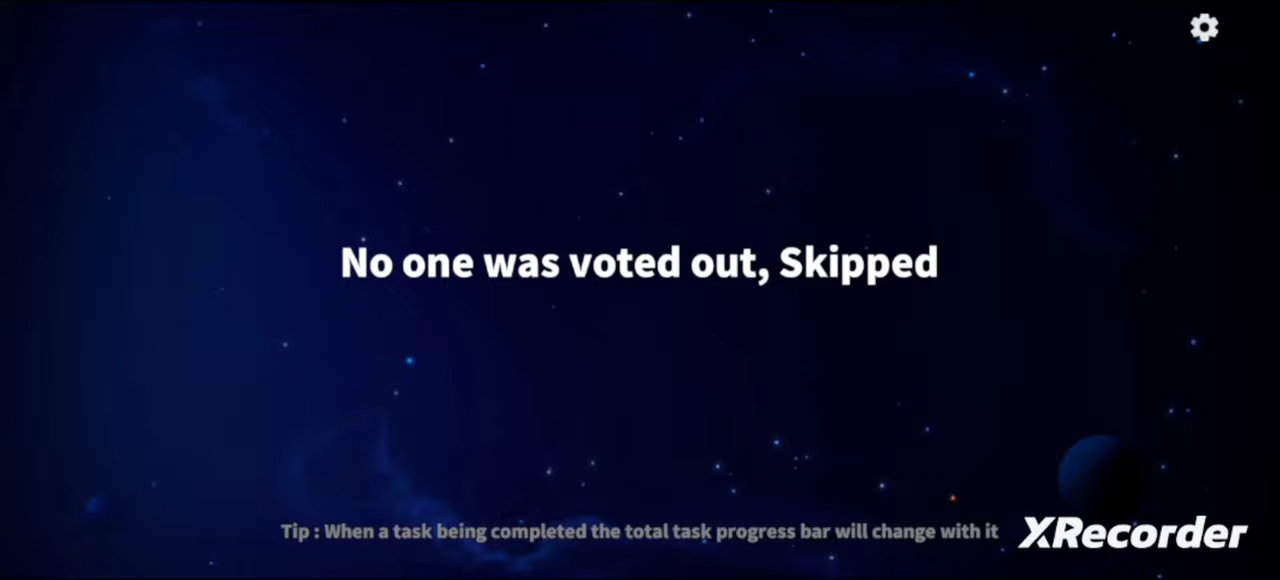 No one was voted out, Skipped
Tip : When a task being completed the total task progress bar will change with it
XRecorder